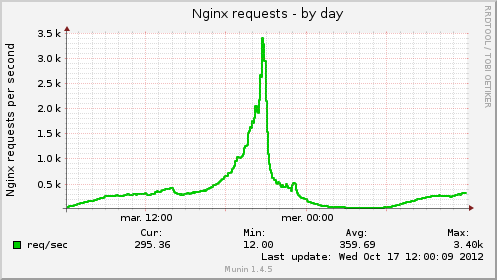 Nginx requests - by day
RRDTOOL / TOBI OETIKER
Nginx requests per second
3.5 k
3.0 k
2.5 k
2.0 k
1.5 k
1.0 k
0.5 k
mar. 12:00 mer. 00:00
Cur: Min: Avg: Max:
req/sec 295.36 12.00 359.69 3.40k
Last update: Wed Oct 17 12:00:09 2012
Munin 1.4.5